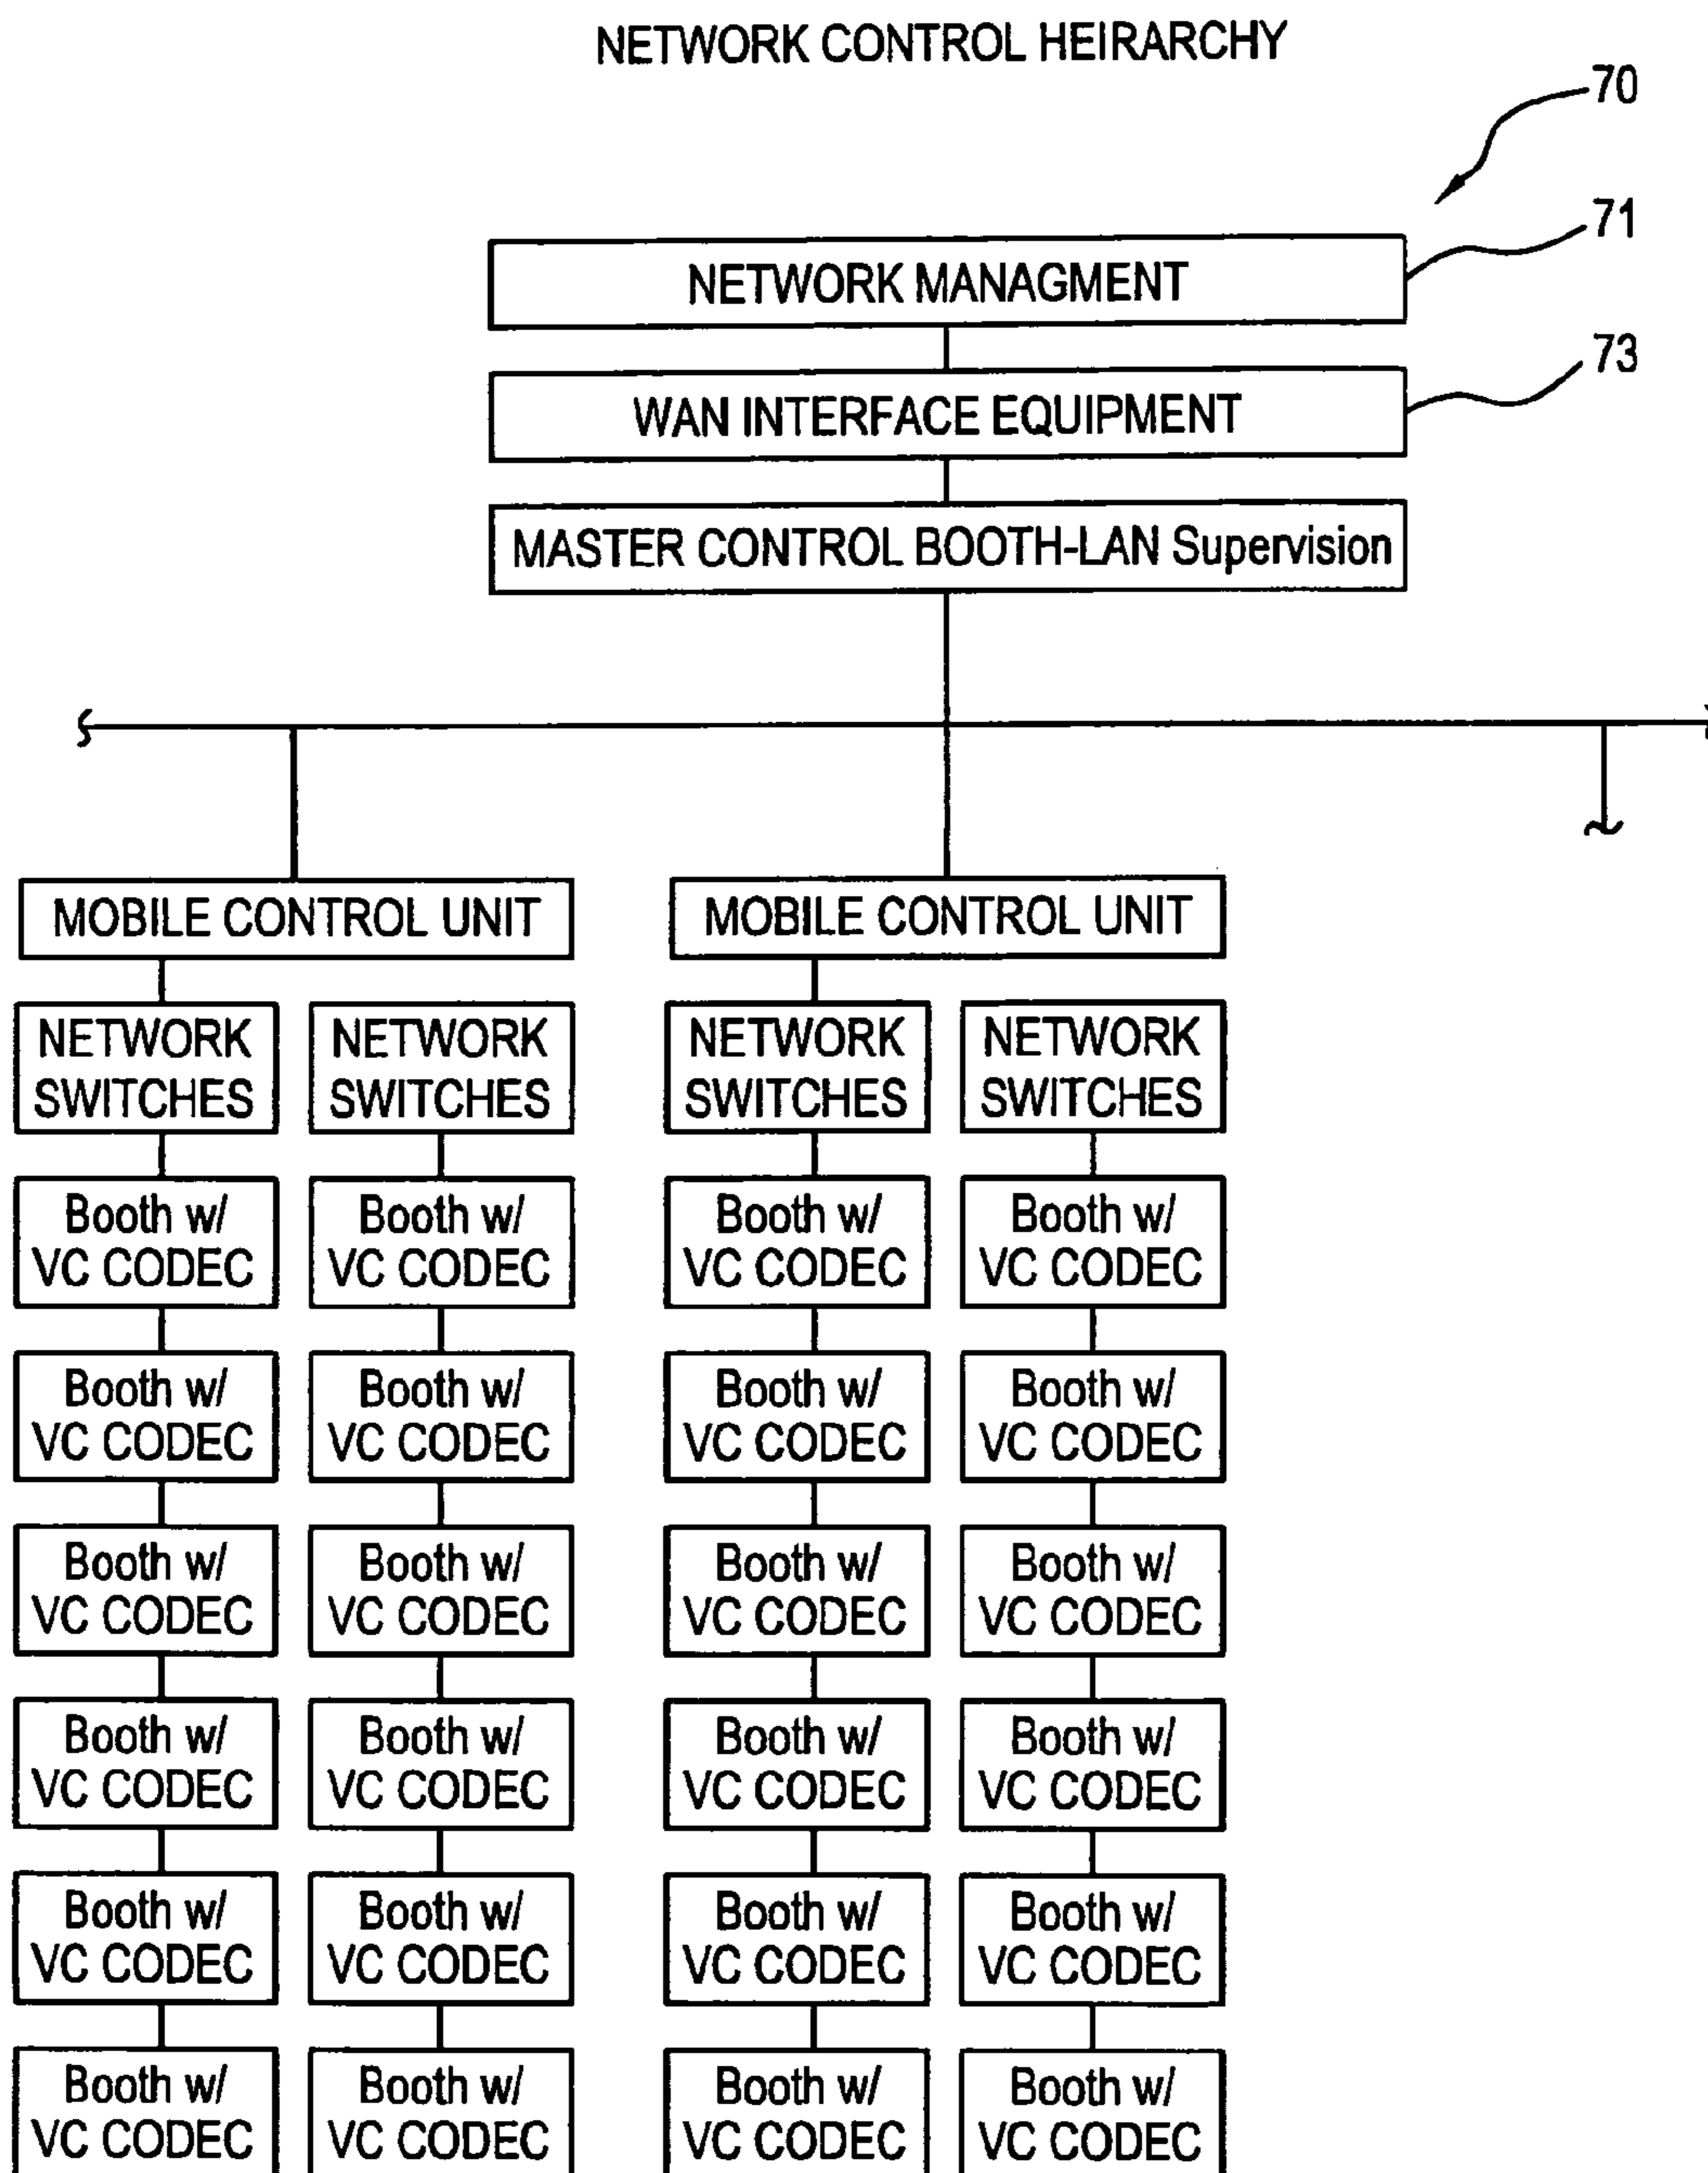 NETWORK CONTROL HEIRARCHY
70
71
NETWORK MANAGMENT
73
WAN INTERFACE EQUIPMENT
MASTER CONTROL BOOTH-LAN Supervision
MOBILE CONTROL UNIT
MOBILE CONTROL UNIT
NETWORK
SWITCHES
NETWORK
SWITCHES
NETWORK
SWITCHES
NETWORK
SWITCHES
Booth w/
VC CODEC
Booth w/
VC CODEC
Booth w/
VC CODEC
Booth w/
VC CODEC
Booth w/
VC CODEC
Booth w/
VC CODEC
Booth w/
VC CODEC
Booth w/
VC CODEC
Booth w/
VC CODEC
Booth w/
VC CODEC
Booth w/
VC CODEC
Booth w/
VC CODEC
Booth w/
VC CODEC
Booth w/
VC CODEC
Booth w/
VC CODEC
Booth w/
VC CODEC
Booth w/
VC CODEC
Booth w/
VC CODEC
Booth w/
VC CODEC
Booth w/
VC CODEC
Booth w/
VC CODEC
Booth w/
VC CODEC
Booth w/
VC CODEC
Booth w/
VC CODEC